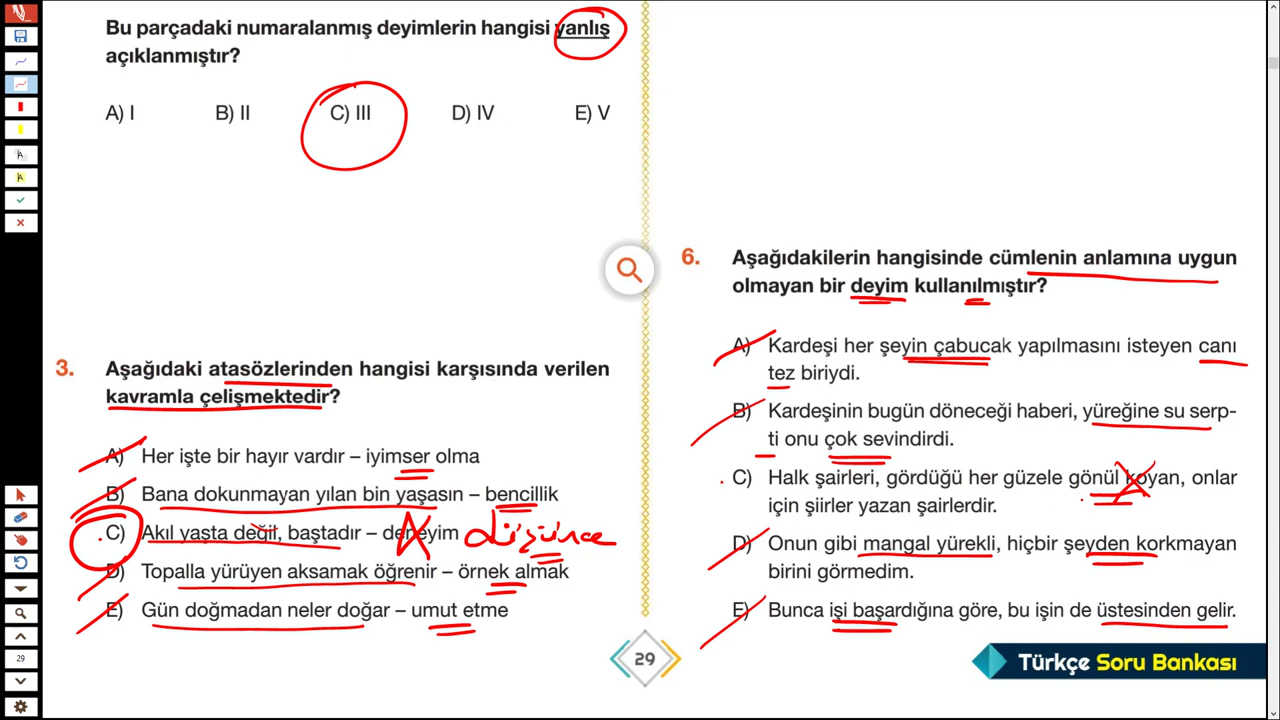 Bu parçadaki numaralanmış deyimlerin hangisi yanlış
açıklanmıştır?
A) I B) II C) III D) IV E) V
3. Aşağıdaki atasözlerinden hangisi karşısında verilen
kavramla çelişmektedir?
A) Her işte bir hayır vardır – iyimser olma
B) Bana dokunmayan yılan bin yaşasın – bencillik
C) Akıl yaşta değil, baştadır – deneyim düşünce
D) Topalla yürüyen aksamak öğrenir – örnek almak
E) Gün doğmadan neler doğar – umut etme
29
6. Aşağıdakilerin hangisinde cümlenin anlamına uygun
olmayan bir deyim kullanılmıştır?
A) Kardeşi her şeyin çabucak yapılmasını isteyen canı
tez biriydi.
B) Kardeşinin bugün döneceği haberi, yüreğine su serp-
ti onu çok sevindirdi.
C) Halk şairleri, gördüğü her güzele gönül koyan, onlar
için şiirler yazan şairlerdir.
D) Onun gibi mangal yürekli, hiçbir şeyden korkmayan
birini görmedim.
E) Bunca işi başardığına göre, bu işin de üstesinden gelir.
Türkçe Soru Bankası
29